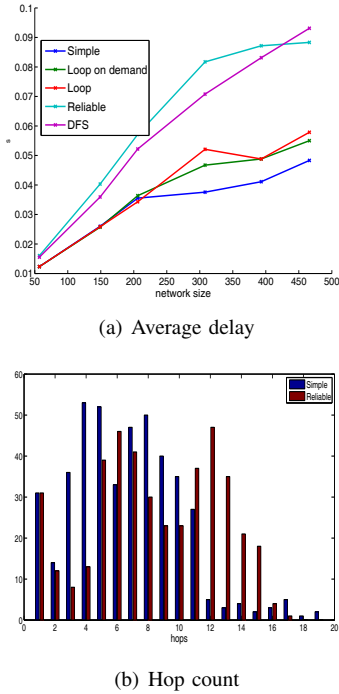 0.1
0.09
0.08
0.07
0.06
0.05
0.04
0.03
0.02
0.01
s
Simple
Loop on demand
Loop
Reliable
DFS
50 100 150 200 250 300 350 400 450 500
network size
(a) Average delay
60
50
40
30
20
10
0
Simple
Reliable
0 2 4 6 8 10 12 14 16 18 20
hops
(b) Hop count